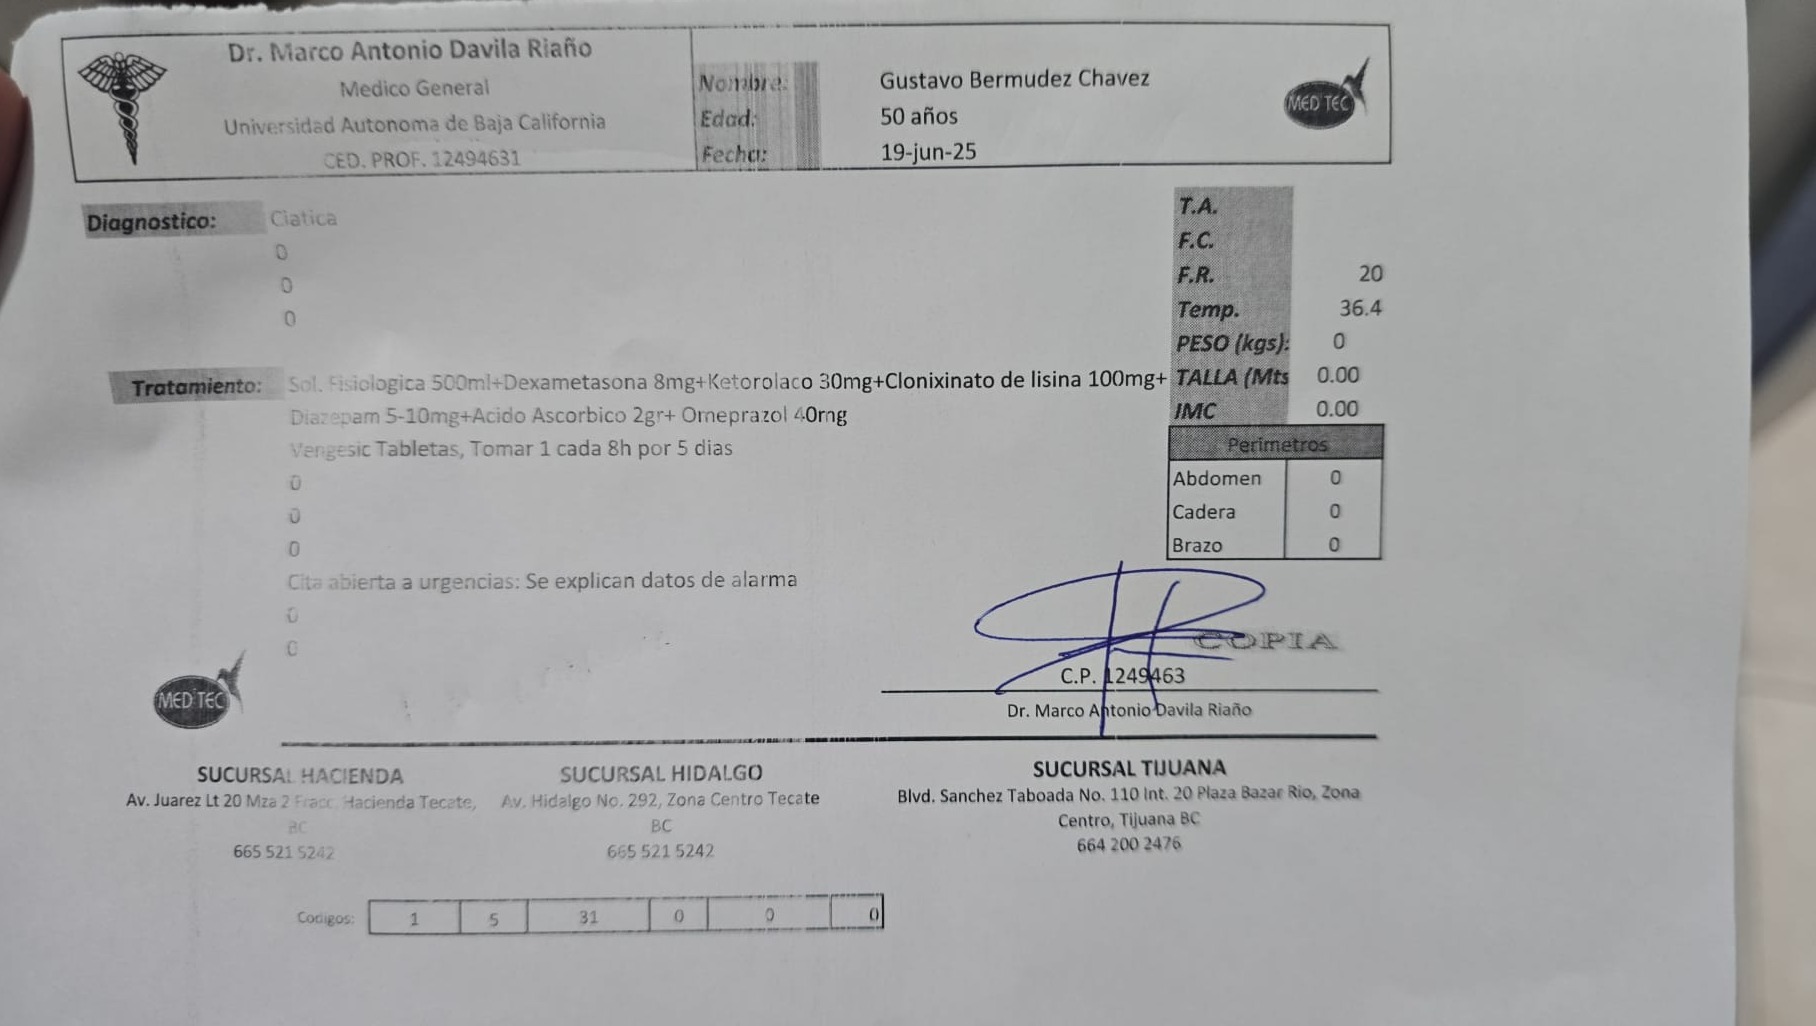 Dr. Marco Antonio Davila Riaño
Medico General
Universidad Autonoma de Baja California
CED. PROF. 12494631
Nombre: Gustavo Bermudez Chavez
Edad: 50 años
Fecha: 19-jun-25
MED TEC
Diagnostico: Ciatica
0
0
0
T.A.
F.C.
F.R. 20
Temp. 36.4
PESO (kgs): 0
TALLA (Mts 0.00
IMC 0.00
Perimetros
Abdomen 0
Cadera 0
Brazo 0
Tratamiento: Sol. Fisiologica 500ml+Dexametasona 8mg+Ketorolaco 30mg+Clonixinato de lisina 100mg+
Diazepam 5-10mg+Acido Ascorbico 2gr+ Omeprazol 40mg
Vengesic Tabletas, Tomar 1 cada 8h por 5 dias
0
0
0
Cita abierta a urgencias: Se explican datos de alarma
0
0
MED TEC
COPIA
C.P. 1249463
Dr. Marco Antonio Davila Riaño
SUCURSAL HACIENDA
Av. Juarez Lt 20 Mza 2 Fracc. Hacienda Tecate,
BC
665 521 5242
SUCURSAL HIDALGO
Av. Hidalgo No. 292, Zona Centro Tecate
BC
665 521 5242
SUCURSAL TIJUANA
Blvd. Sanchez Taboada No. 110 Int. 20 Plaza Bazar Rio, Zona
Centro, Tijuana BC
664 200 2476
Codigos: 1 5 31 0 0 0